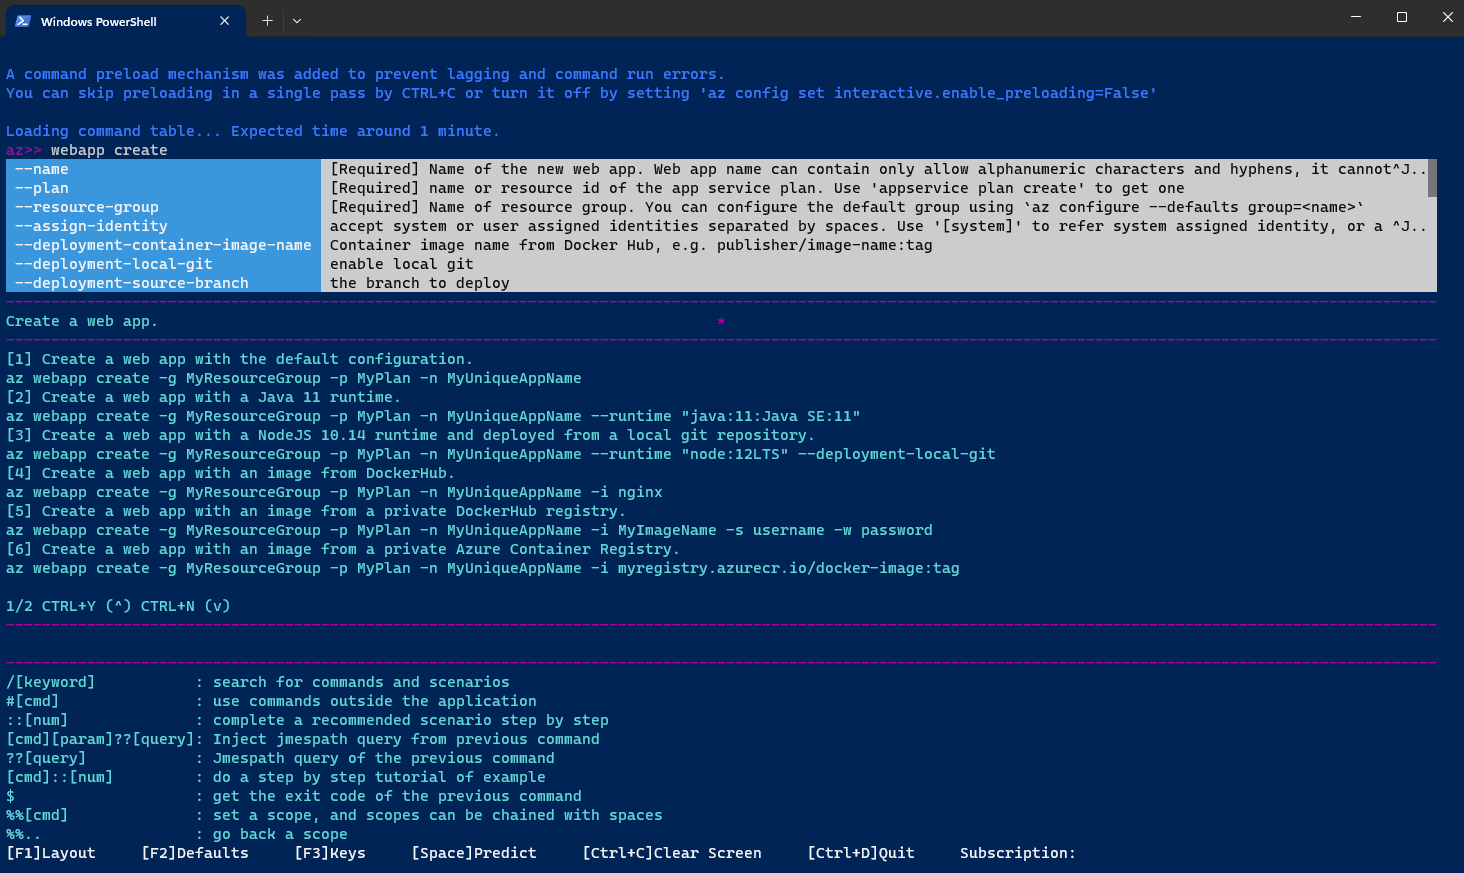 Windows PowerShell
A command preload mechanism was added to prevent lagging and command run errors.
You can skip preloading in a single pass by CTRL+C or turn it off by setting 'az config set interactive.enable_preloading=False'
Loading command table... Expected time around 1 minute.
az>> webapp create
--name [Required] Name of the new web app. Web app name can contain only allow alphanumeric characters and hyphens, it cannot^J..
--plan [Required] name or resource id of the app service plan. Use 'appservice plan create' to get one
--resource-group [Required] Name of resource group. You can configure the default group using `az configure --defaults group=<name>`
--assign-identity accept system or user assigned identities separated by spaces. Use '[system]' to refer system assigned identity, or a ^J..
--deployment-container-image-name Container image name from Docker Hub, e.g. publisher/image-name:tag
--deployment-local-git enable local git
--deployment-source-branch the branch to deploy
Create a web app. *
[1] Create a web app with the default configuration.
az webapp create -g MyResourceGroup -p MyPlan -n MyUniqueAppName
[2] Create a web app with a Java 11 runtime.
az webapp create -g MyResourceGroup -p MyPlan -n MyUniqueAppName --runtime "java:11:Java SE:11"
[3] Create a web app with a NodeJS 10.14 runtime and deployed from a local git repository.
az webapp create -g MyResourceGroup -p MyPlan -n MyUniqueAppName --runtime "node:12LTS" --deployment-local-git
[4] Create a web app with an image from DockerHub.
az webapp create -g MyResourceGroup -p MyPlan -n MyUniqueAppName -i nginx
[5] Create a web app with an image from a private DockerHub registry.
az webapp create -g MyResourceGroup -p MyPlan -n MyUniqueAppName -i MyImageName -s username -w password
[6] Create a web app with an image from a private Azure Container Registry.
az webapp create -g MyResourceGroup -p MyPlan -n MyUniqueAppName -i myregistry.azurecr.io/docker-image:tag
1/2 CTRL+Y (^) CTRL+N (v)
/[keyword] : search for commands and scenarios
#[cmd] : use commands outside the application
::[num] : complete a recommended scenario step by step
[cmd][param]??[query]: Inject jmespath query from previous command
??[query] : Jmespath query of the previous command
[cmd]::[num] : do a step by step tutorial of example
$ : get the exit code of the previous command
%%[cmd] : set a scope, and scopes can be chained with spaces
%%.. : go back a scope
[F1]Layout [F2]Defaults [F3]Keys [Space]Predict [Ctrl+C]Clear Screen [Ctrl+D]Quit Subscription: